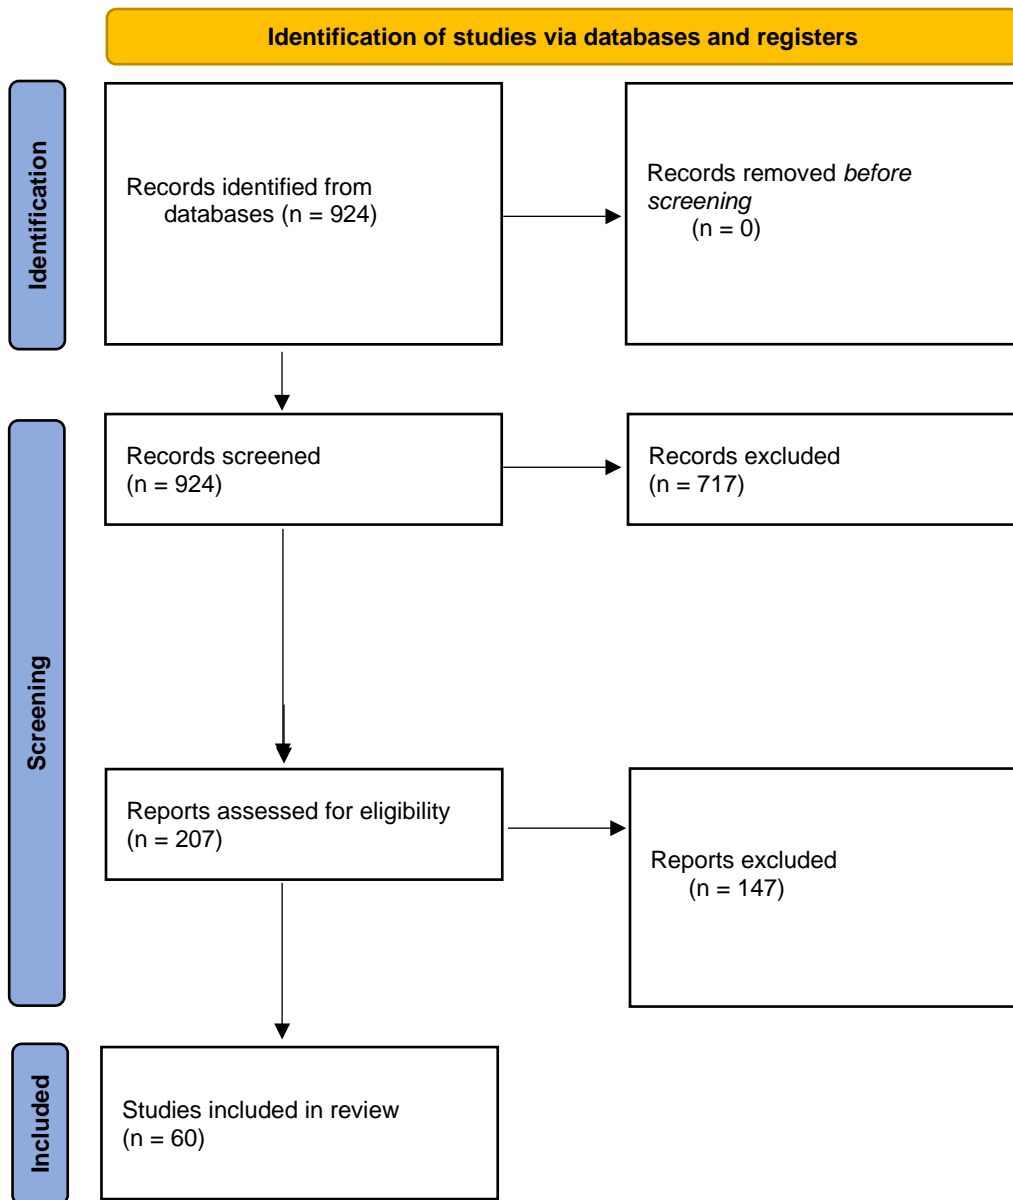 Identification of studies via databases and registers
Identification
Records identified from
databases (n = 924)
Records removed before
screening
(n = 0)
Screening
Records screened
(n = 924)
Records excluded
(n = 717)
Reports assessed for eligibility
(n = 207)
Reports excluded
(n = 147)
Included
Studies included in review
(n = 60)